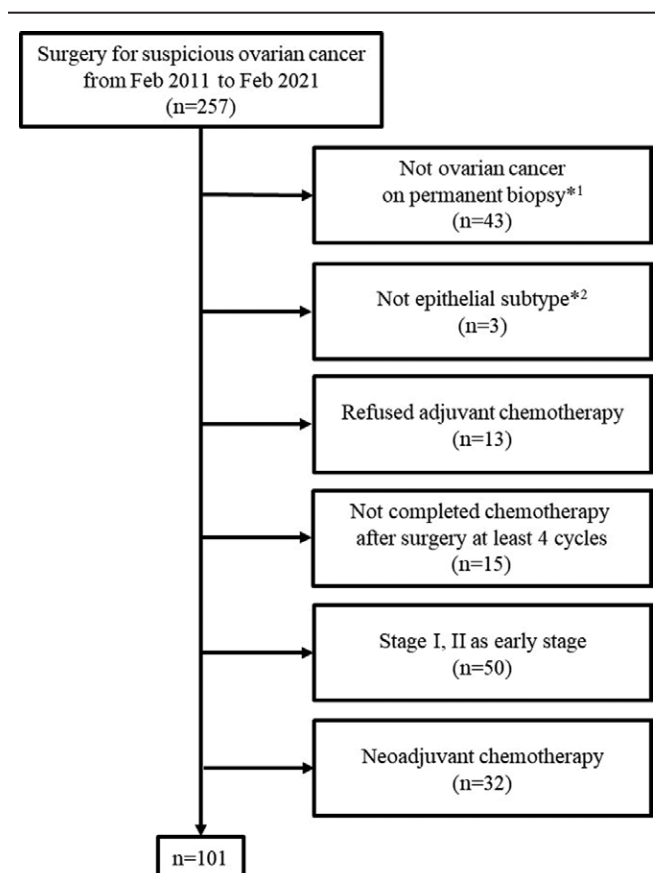 Surgery for suspicious ovarian cancer
from Feb 2011 to Feb 2021
(n=257)
Not ovarian cancer
on permanent biopsy*1
(n=43)
Not epithelial subtype*2
(n=3)
Refused adjuvant chemotherapy
(n=13)
Not completed chemotherapy
after surgery at least 4 cycles
(n=15)
Stage I, II as early stage
(n=50)
Neoadjuvant chemotherapy
(n=32)
n=101